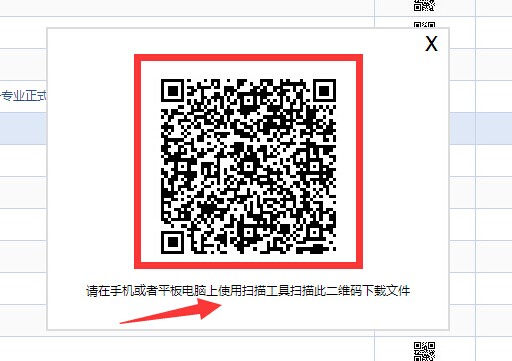 X
专业正式
请在手机或者平板电脑上使用扫描工具扫描此二维码下载文件